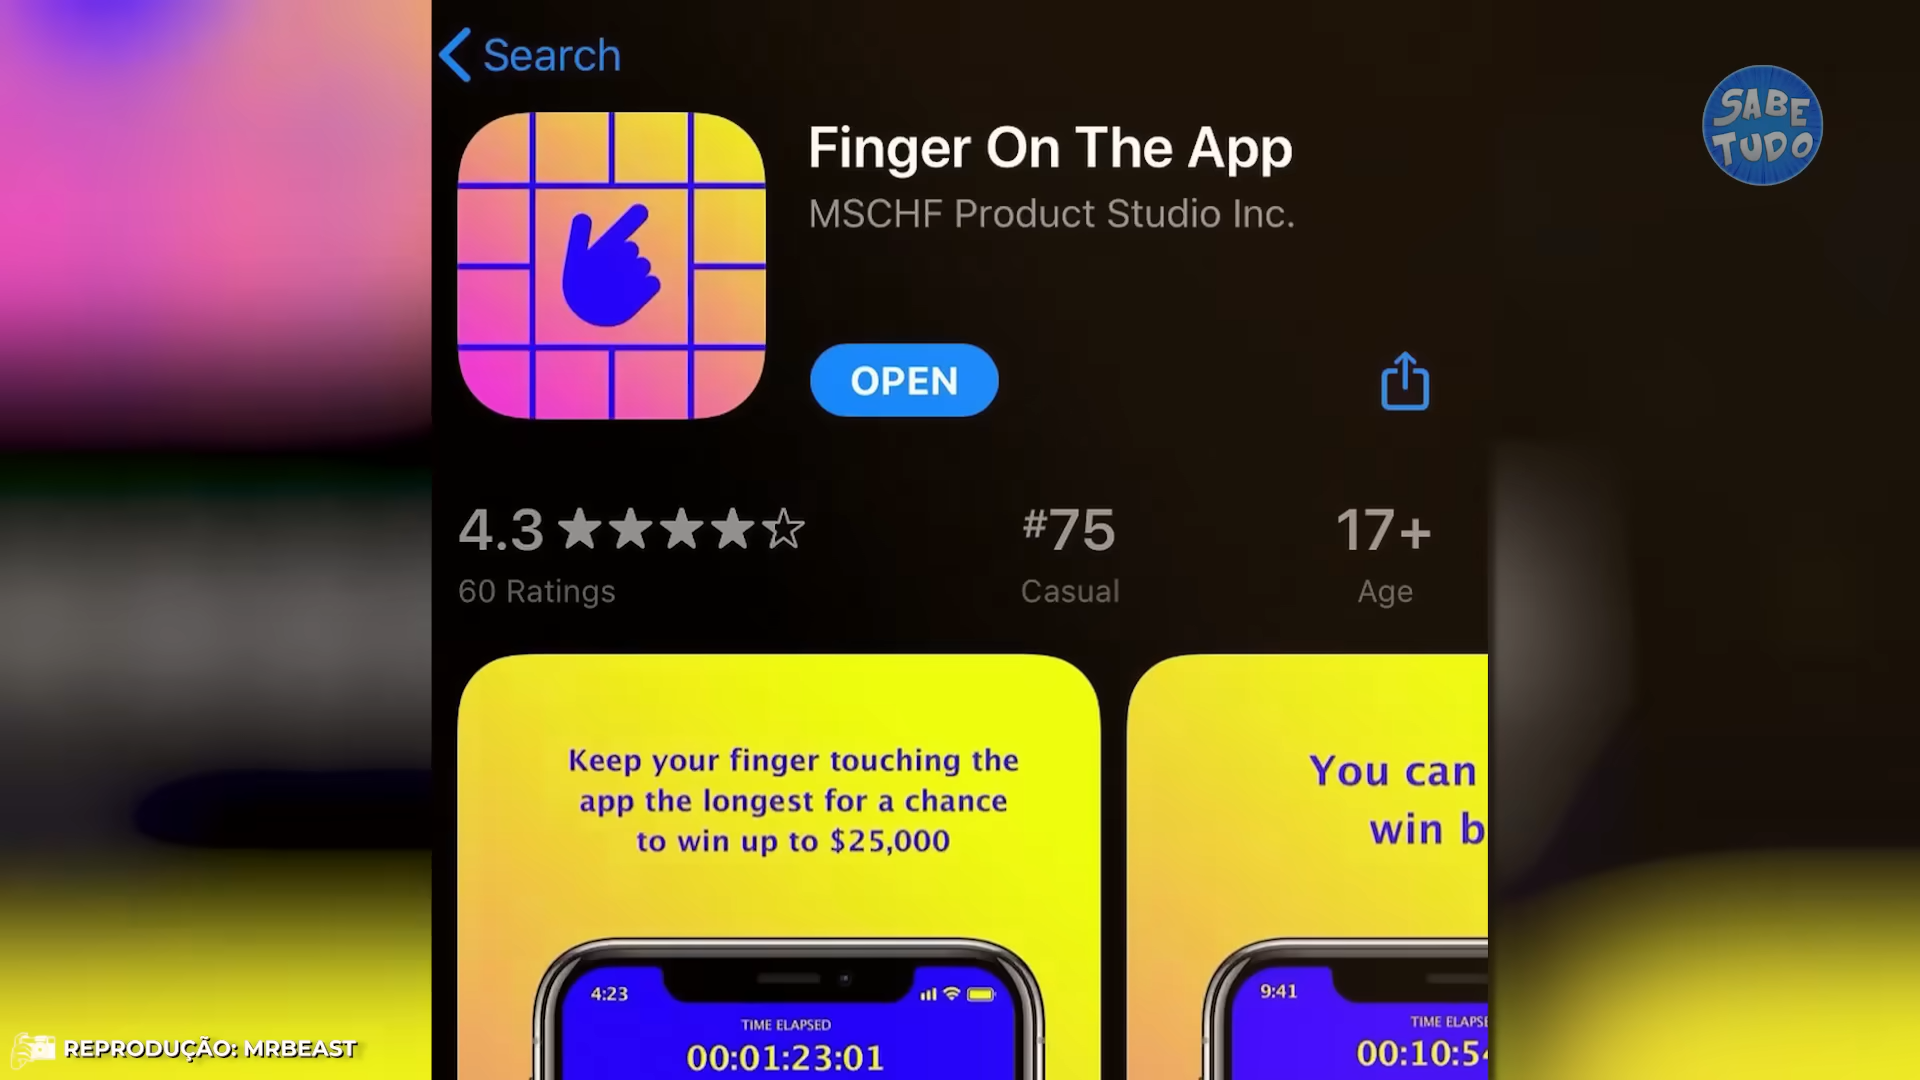 Search
SABE
TUDO
Finger On The App
MSCHF Product Studio Inc.
OPEN
4.3
#75
17+
60 Ratings
Casual
Age
Keep your finger touching the
app the longest for a chance
to win up to $25,000
You can
win b
4:23
9:41
TIME ELAPSED
TIME ELAPSE
00:01:23:01
00:10:54
REPRODUÇÃO: MRBEAST